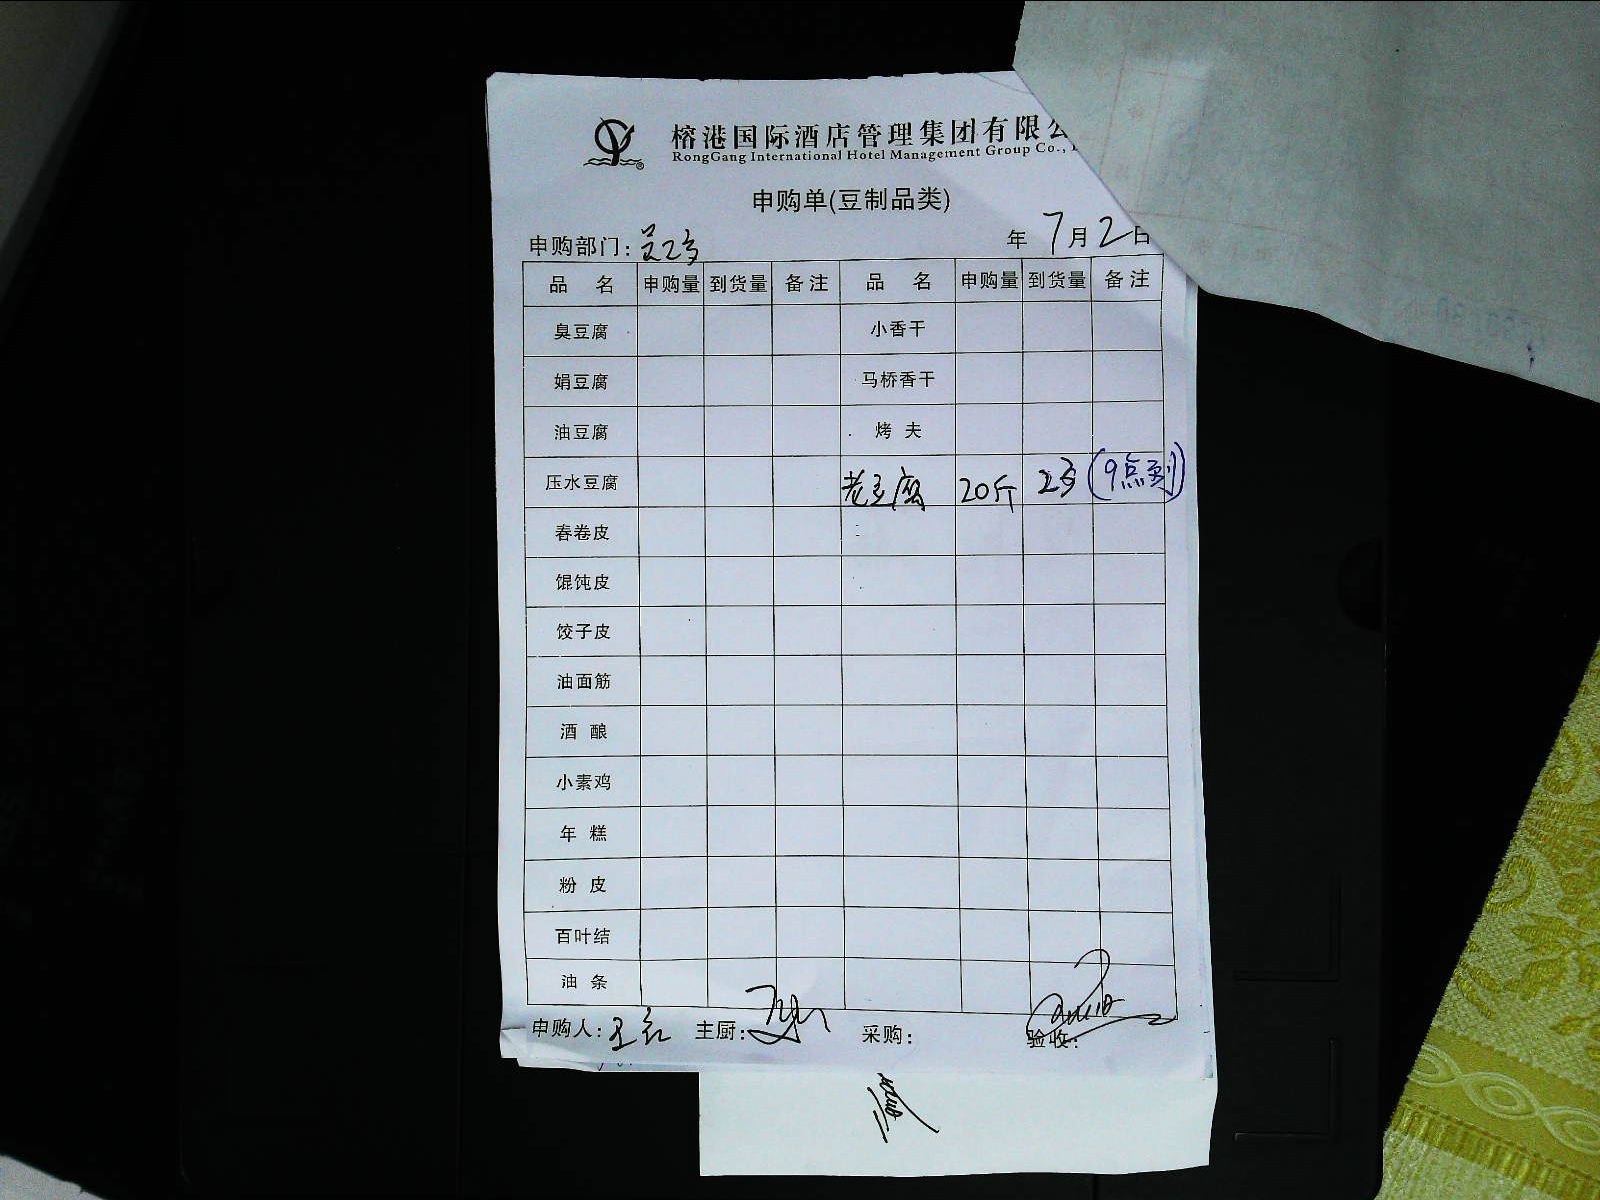 榕港国际酒店管理集团有限公
RongGang International Hotel Management Group Co.,
申购单(豆制品类)
申购部门: 年 7月2日
品 名 申购量 到货量 备注 品 名 申购量 到货量 备注
臭豆腐 小香干
娟豆腐 马桥香干
油豆腐 烤 夫
压水豆腐 老豆腐 20斤 (9点到)
春卷皮
馄饨皮
饺子皮
油面筋
酒 酿
小素鸡
年 糕
粉 皮
百叶结
油 条
申购人: 主厨: 采购: 验收: